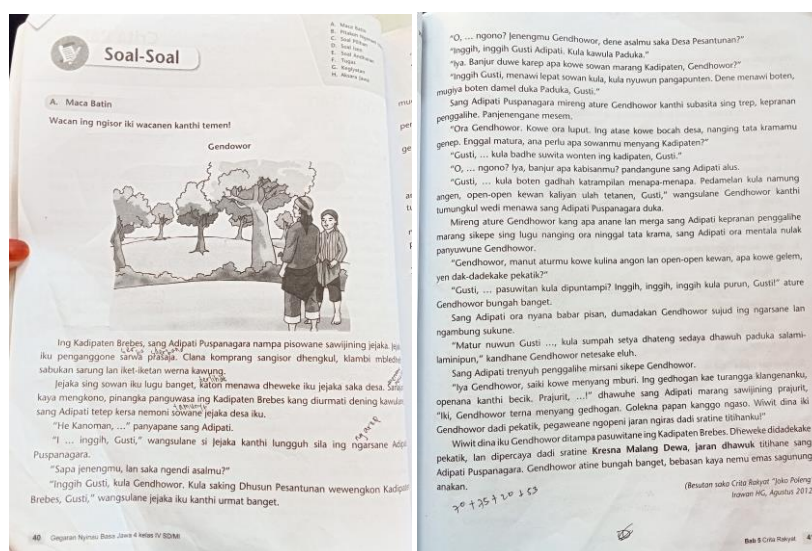 Soal-Soal
A. Maca Batin
B.
C. Soal Pilihan
D. Soal Isen
E. Soal
F. Tugas
G.
H. Aksara Jawa
A. Maca Batin
Wacan ing ngisor iki wacanen kanthi temen!
Gendowor
Ing Kadipaten Brebes, sang Adipati Puspanagara nampa pisowane sawijining jejaka.
iku penganggone sarwa prasaja. Clana komprang sangisor dhengkul, klambi
sabukan sarung lan iket-iketan werna kawung.
Jejaka sing sowan iku lugu banget, katon menawa dheweke iku jejaka saka desa.
kaya mengkono, pinangka panguwasa ing Kadipaten Brebes kang diurmati dening
sang Adipati tetep kersa nemoni sowane jejaka desa iku.
"He Kanoman, ..." panyapane sang Adipati.
"I ... inggih, Gusti," wangsulane si Jejaka kanthi lungguh sila ing ngarsane
ngarep
Puspanagara.
"Sapa jenengmu, lan saka ngendi asalmu?"
"Inggih Gusti, kula Gendhowor. Kula saking Dhusun Pesantunan wewengkon
Brebes, Gusti," wangsulane jejaka iku kanthi urmat banget.
40 Gegaran Nyinau Basa Jawa 4 kelas IV SD/MI
"O, ... ngono? Jenengmu Gendhowor, dene asalmu saka Desa Pesantunan?"
"Inggih, inggih Gusti Adipati. Kula kawula Paduka."
"Iya. Banjur duwe karep apa kowe sowan marang Kadipaten, Gendhowor?"
"Inggih Gusti, menawi lepat sowan kula, kula nyuwun pangapunten. Dene menawi boten,
mugiya boten damel duka Paduka, Gusti."
Sang Adipati Puspanagara mireng ature Gendhowor kanthi subasita sing trep, kepranan
penggalihe. Panjenengane mesem.
"Ora Gendhowor. Kowe ora luput. Ing atase kowe bocah desa, nanging tata kramamu
genep. Enggal matura, ana perlu apa sowanmu menyang Kadipaten?"
"Gusti, ... kula badhe suwita wonten ing kadipaten, Gusti."
"O, ... ngono? Iya, banjur apa kabisanmu? pandangune sang Adipati alus.
"Gusti, ... kula boten gadhah katrampilan menapa-menapa. Pedamelan kula namung
angen, open-open kewan kaliyan ulah tetanen, Gusti," wangsulane Gendhowor kanthi
tumungkul wedi menawa sang Adipati Puspanagara duka.
Mireng ature Gendhowor kang apa anane lan merga sang Adipati kepranan penggalihe
marang sikepe sing lugu nanging ora ninggal tata krama, sang Adipati ora mentala nulak
panyuwune Gendhowor.
"Gendhowor, manut aturmu kowe kulina angon lan open-open kewan, apa kowe gelem,
yen dak-dadekake pekatik?"
"Gusti, ... pasuwitan kula dipuntampi? Inggih, inggih, inggih kula purun, Gusti!" ature
Gendhowor bungah banget.
Sang Adipati ora nyana babar pisan, dumadakan Gendhowor sujud ing ngarsane lan
ngambung sukune.
"Matur nuwun Gusti ..., kula sumpah setya dhateng sedaya dhawuh paduka salami-
laminipun," kandhane Gendhowor netesake eluh.
Sang Adipati trenyuh penggalihe mirsani sikepe Gendhowor.
"Iya Gendhowor, saiki kowe menyang mburi. Ing gedhogan kae turangga klangenanku,
openana kanthi becik. Prajurit, ...!" dhawuhe sang Adipati marang sawijining prajurit,
"Iki, Gendhowor terna menyang gedhogan. Golekna papan kanggo ngaso. Wiwit dina iki
Gendhowor dadi pekatik, pegaweane ngopeni jaran ngiras dadi sratine titihanku!"
Wiwit dina iku Gendhowor ditampa pasuwitane ing Kadipaten Brebes. Dheweke didadekake
pekatik, lan dipercaya dadi sratine Kresna Malang Dewa, jaran dhawuk titihane sang
Adipati Puspanagara. Gendhowor atine bungah banget, bebasan kaya nemu emas sagunung
anakan.
(Besutan saka Crita Rakyat "Joko Poleng
Irawan HG, Agustus 2012
Bab 5 Crita Rakyat